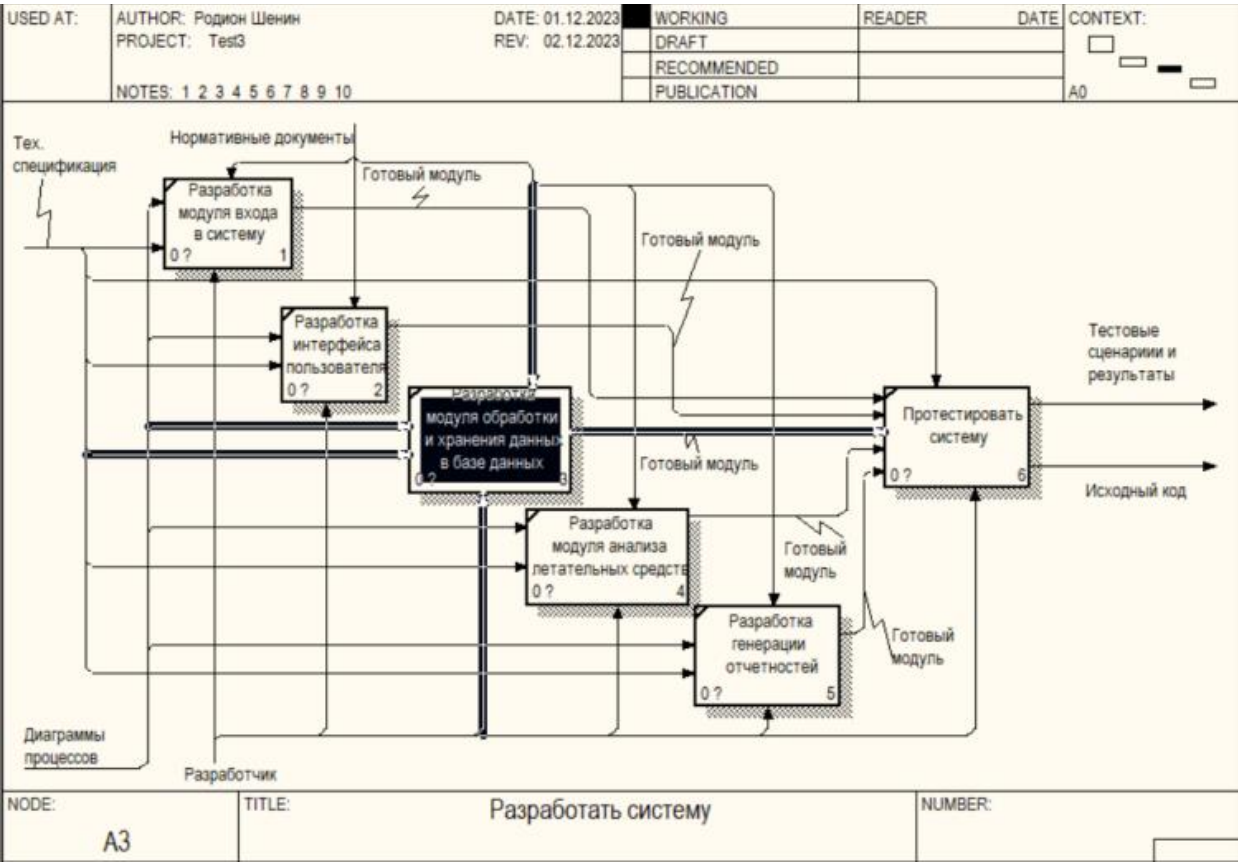 USED AT:
AUTHOR: Родион Шенин
DATE: 01.12.2023
WORKING
READER
DATE
CONTEXT:
PROJECT: Test3
REV: 02.12.2023
DRAFT
RECOMMENDED
NOTES: 1 2 3 4 5 6 7 8 9 10
PUBLICATION
A0
Тех.
спецификация
Нормативные документы
Готовый модуль
Разработка
модуля входа
в систему
0 ?
1
Готовый модуль
Разработка
интерфейса
пользователя
0 ?
2
Тестовые
сценариии и
результаты
Разработка
модуля обработки
и хранения данных
в базе данных
0 ?
3
Готовый модуль
Протестировать
систему
0 ?
6
Исходный код
Разработка
модуля анализа
летательных средств
0 ?
4
Готовый
модуль
Разработка
генерации
отчетностей
0 ?
5
Готовый
модуль
Диаграммы
процессов
Разработчик
NODE:
A3
TITLE:
Разработать систему
NUMBER: